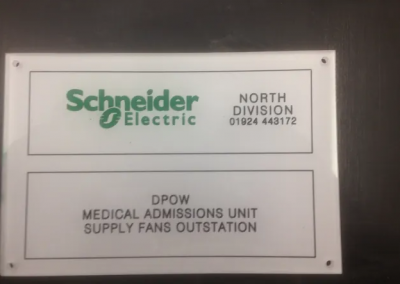 Schneider
Electric
NORTH
DIVISION
01924 443172
DPOW
MEDICAL ADMISSIONS UNIT
SUPPLY FANS OUTSTATION